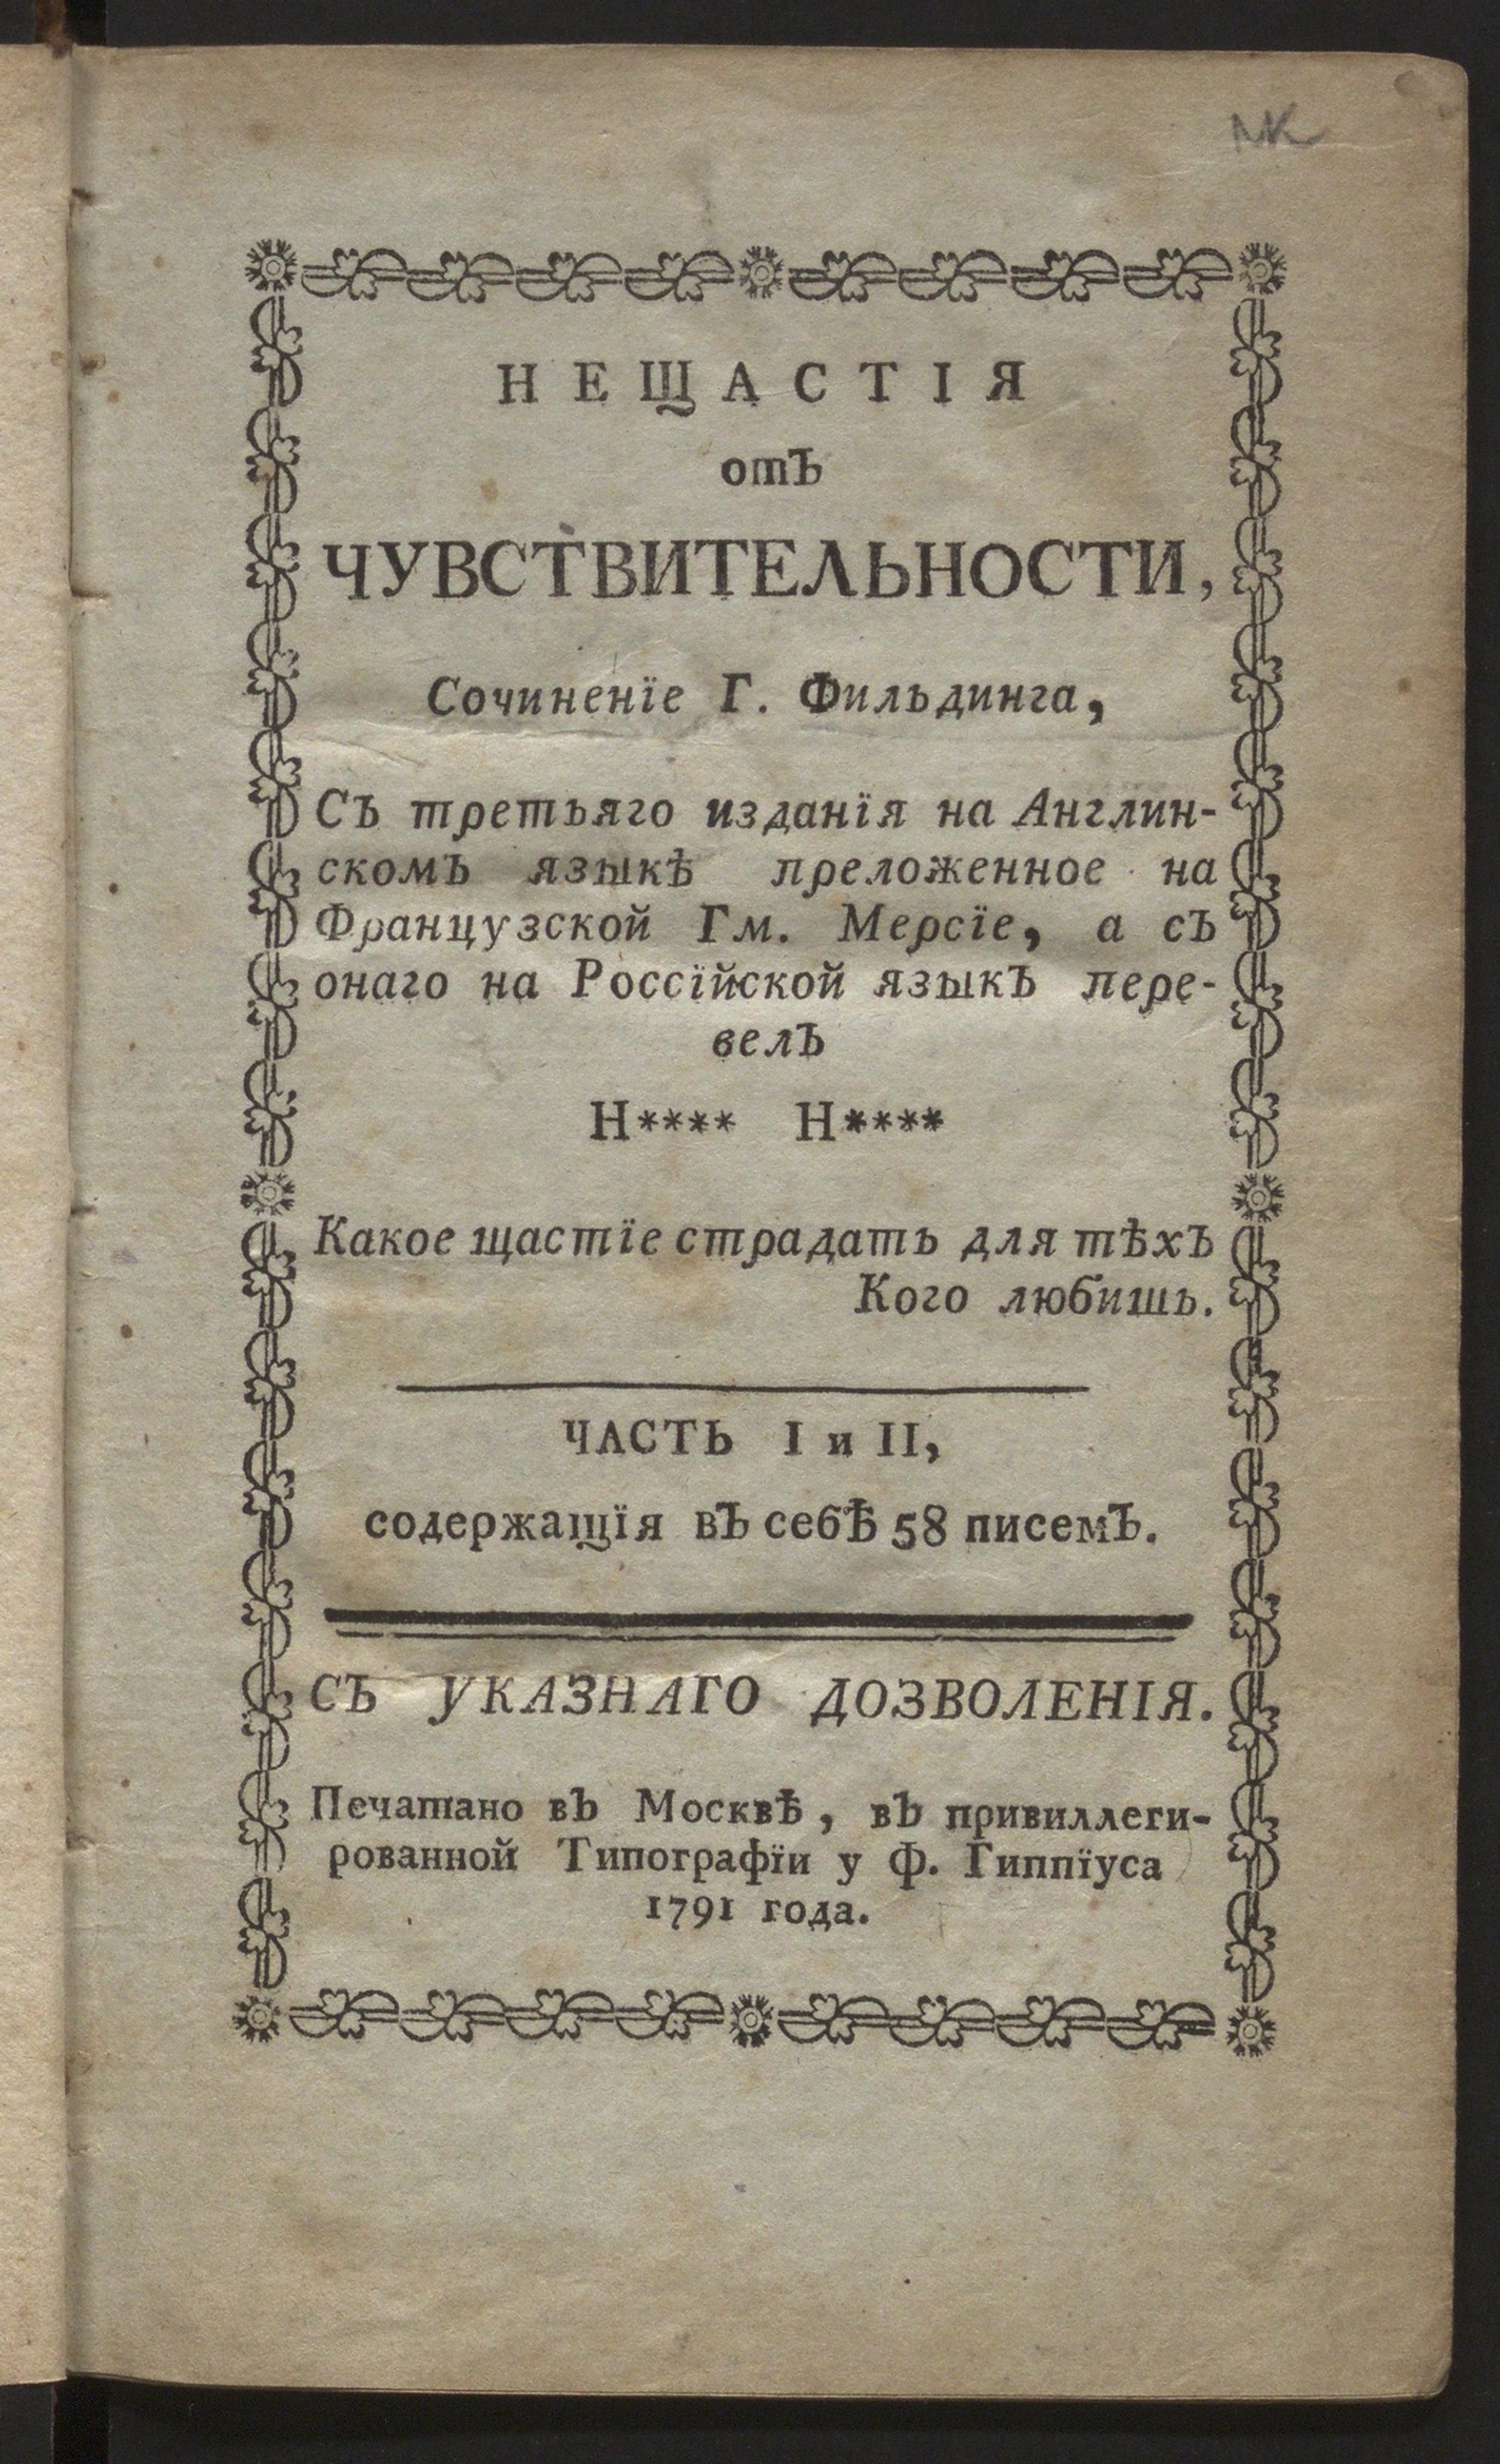 НЕЩАСТІЯ
отЪ
ЧУВСТВИТЕЛЬНОСТИ,
Сочиненїе Г. Фильдинга,
СЪ третьяго изданїя на Англин-
скомЪ языкѣ преложенное на
Французской Гм. Мерсїе, а сЪ
онаго на Россїйской языкЪ пере-
велЪ
Н**** Н****
Какое щастїе страдать для тѣхЪ
Кого любишь.
ЧАСТЬ I и II,
содержащїя вЪ себѢ 58 писемЪ.
СЪ УКАЗНАГО ДОЗВОЛЕНІЯ.
Печатано вЪ МосквѢ, вЪ привиллеги-
рованной Типографїи у Ф. Гиппїуса
1791 года.